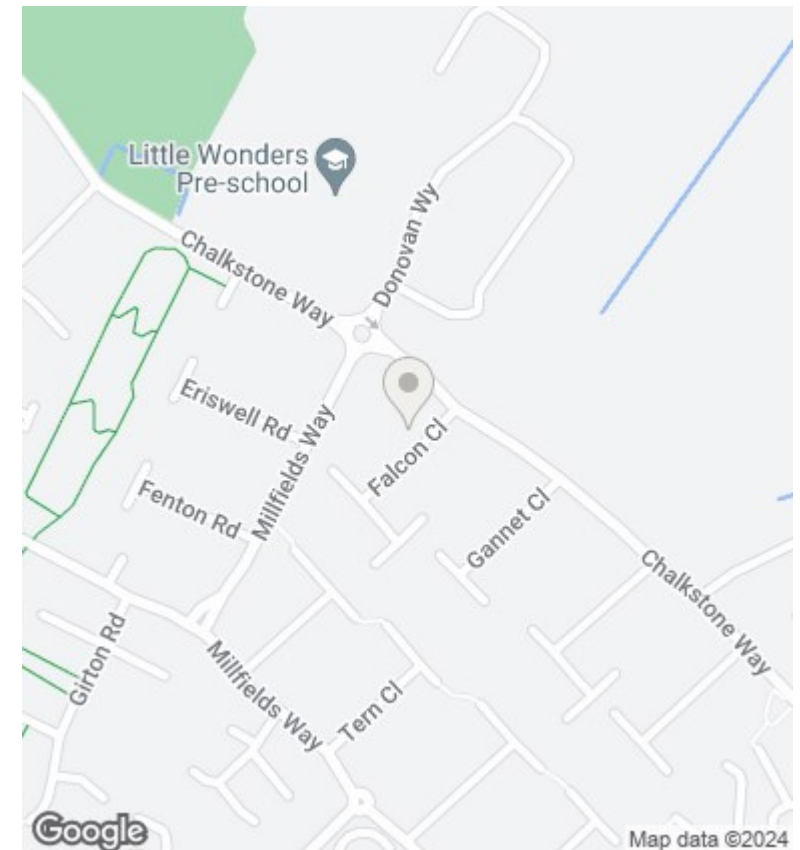 Little Wonders
Pre-school
Donovan Wy
Chalkstone Way
Eriswell Rd
Millfields Way
Falcon Cl
Fenton Rd
Gannet Cl
Chalkstone Way
Girton Rd
Millfields Way
Tern Cl
Google
Map data ©2024